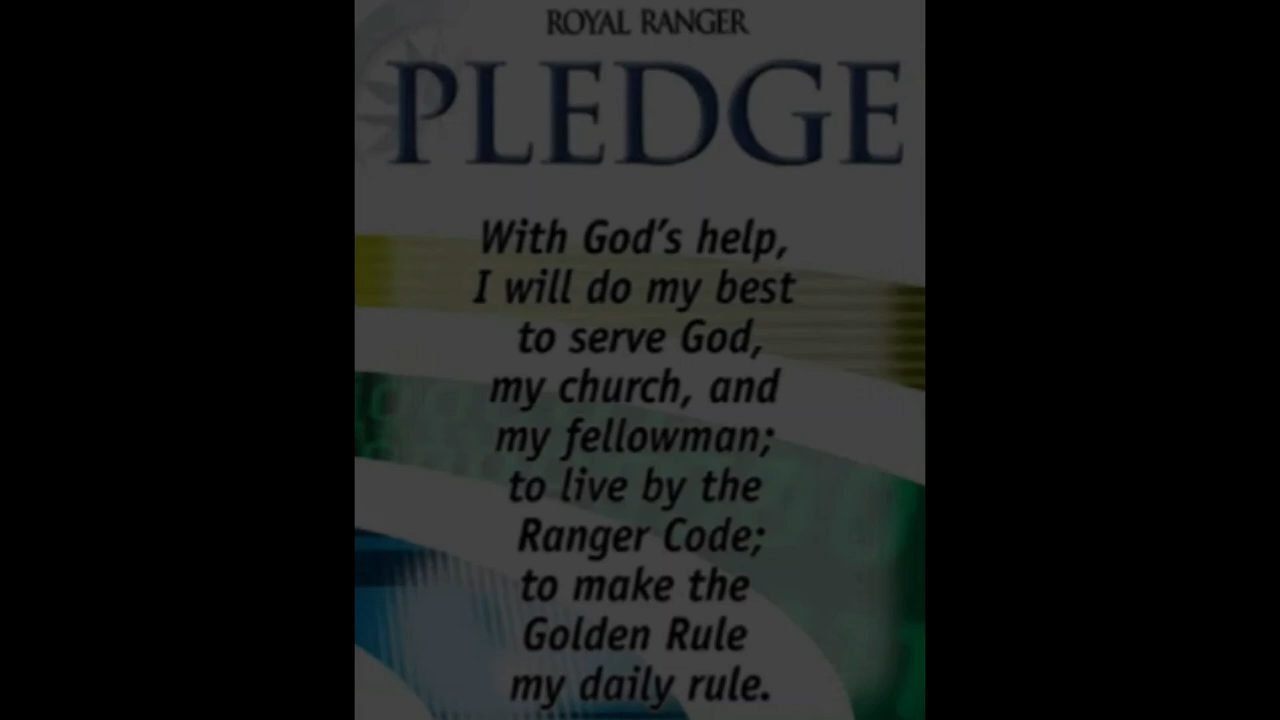 ROYAL RANGER
PLEDGE
With God's help,
I will do my best
to serve God,
my church, and
my fellowman;
to live by the
Ranger Code;
to make the
Golden Rule
my daily rule.